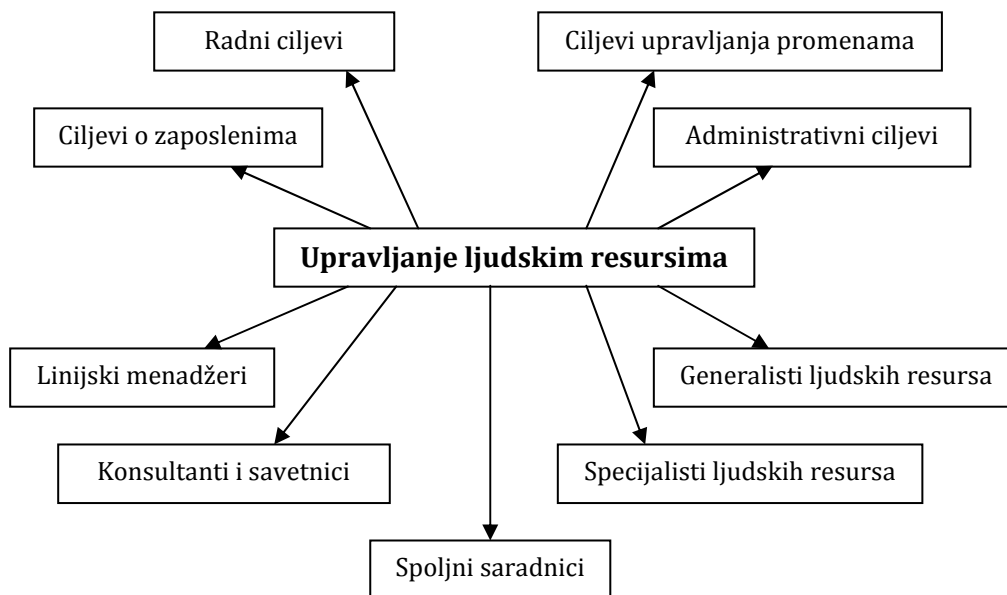 Radni ciljevi
Ciljevi upravljanja promenama
Ciljevi o zaposlenima
Administrativni ciljevi
Upravljanje ljudskim resursima
Linijski menadžeri
Generalisti ljudskih resursa
Konsultanti i savetnici
Specijalisti ljudskih resursa
Spoljni saradnici